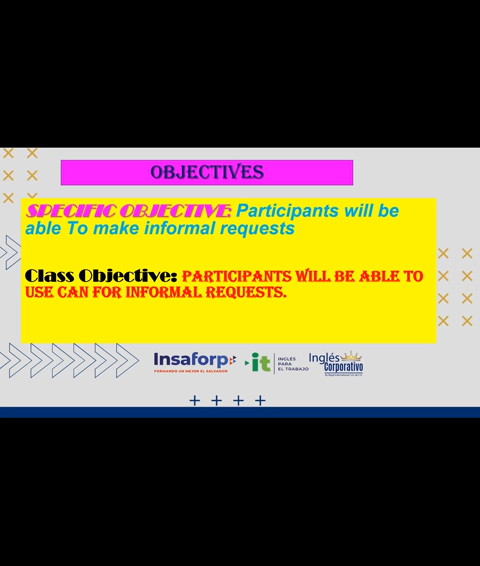 OBJECTIVES
SPECIFIC OBJECTIVE: Participants will be
able To make informal requests
Class Objective: PARTICIPANTS WILL BE ABLE TO
USE CAN FOR INFORMAL REQUESTS.
Insaforp
FORMANDO UN MEJOR EL SALVADOR
it
INGLÉS
PARA
EL TRABAJO
Inglés
Corporativo